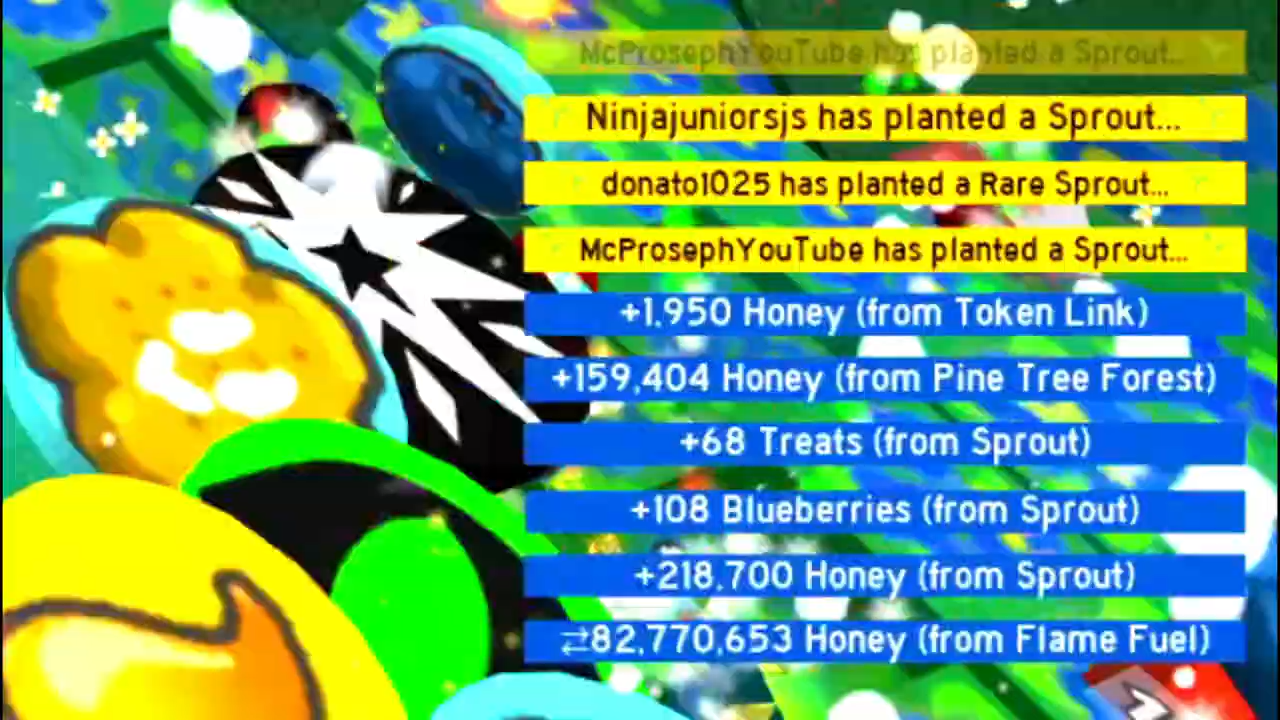 McProsephYouTube has planted a Sprout...
Ninjajuniorsjs has planted a Sprout...
donato1025 has planted a Rare Sprout...
McProsephYouTube has planted a Sprout...
+1,950 Honey (from Token Link)
+159,404 Honey (from Pine Tree Forest)
+68 Treats (from Sprout)
+108 Blueberries (from Sprout)
+218,700 Honey (from Sprout)
⇄82,770,653 Honey (from Flame Fuel)